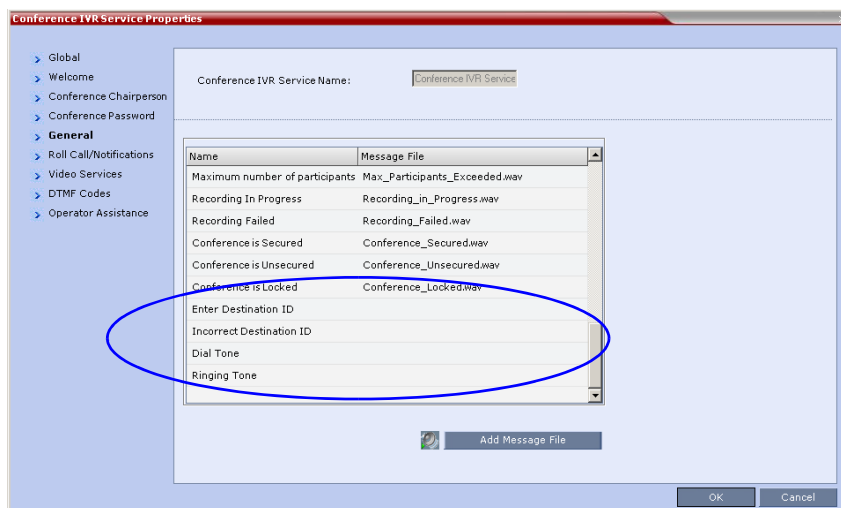 Conference IVR Service Properties
Global
Welcome
Conference Chairperson
Conference Password
General
Roll Call/Notifications
Video Services
DTMF Codes
Operator Assistance
Conference IVR Service Name: Conference IVR Service
Name Message File
Maximum number of participants Max_Participants_Exceeded.wav
Recording In Progress Recording_in_Progress.wav
Recording Failed Recording_Failed.wav
Conference is Secured Conference_Secured.wav
Conference is Unsecured Conference_Unsecured.wav
Conference is Locked Conference_Locked.wav
Enter Destination ID
Incorrect Destination ID
Dial Tone
Ringing Tone
Add Message File
OK Cancel